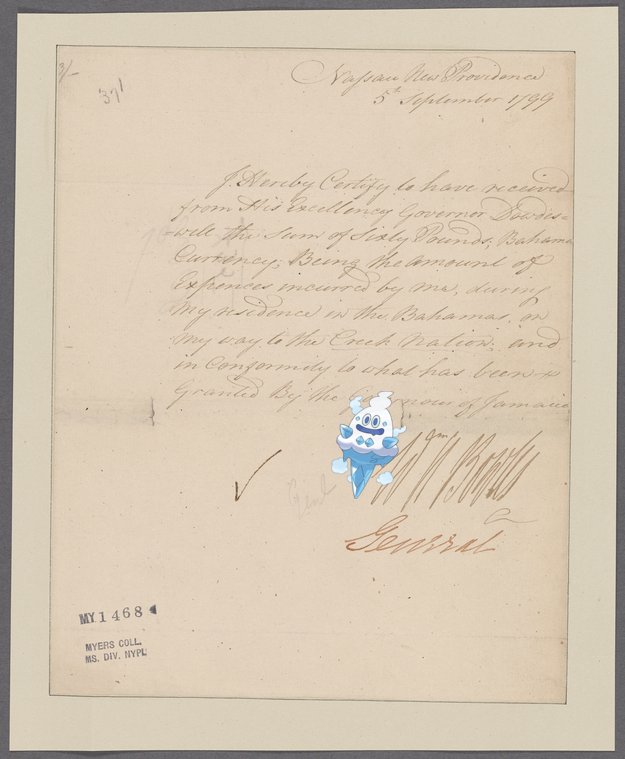 3/-
371
Nassau New Providence
5th September 1799
I Hereby Certify to have received
from His Excellency Governor Dowdes=
=well the Sum of Sixty Pounds, Bahama
Currency; Being the amount of
Expences incurred by me, during
My residence in the Bahamas, on
my way to the Creek Nation, and
in Conformity to what has been
Granted By the of Jamaica
Wm A Bowles
General
MY 1468
MYERS COLL.
MS. DIV. NYPL